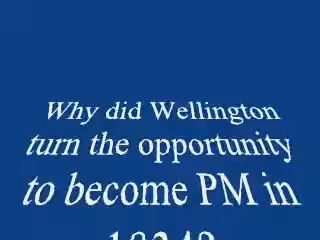 Why did Wellington
turn the opportunity
to become PM in